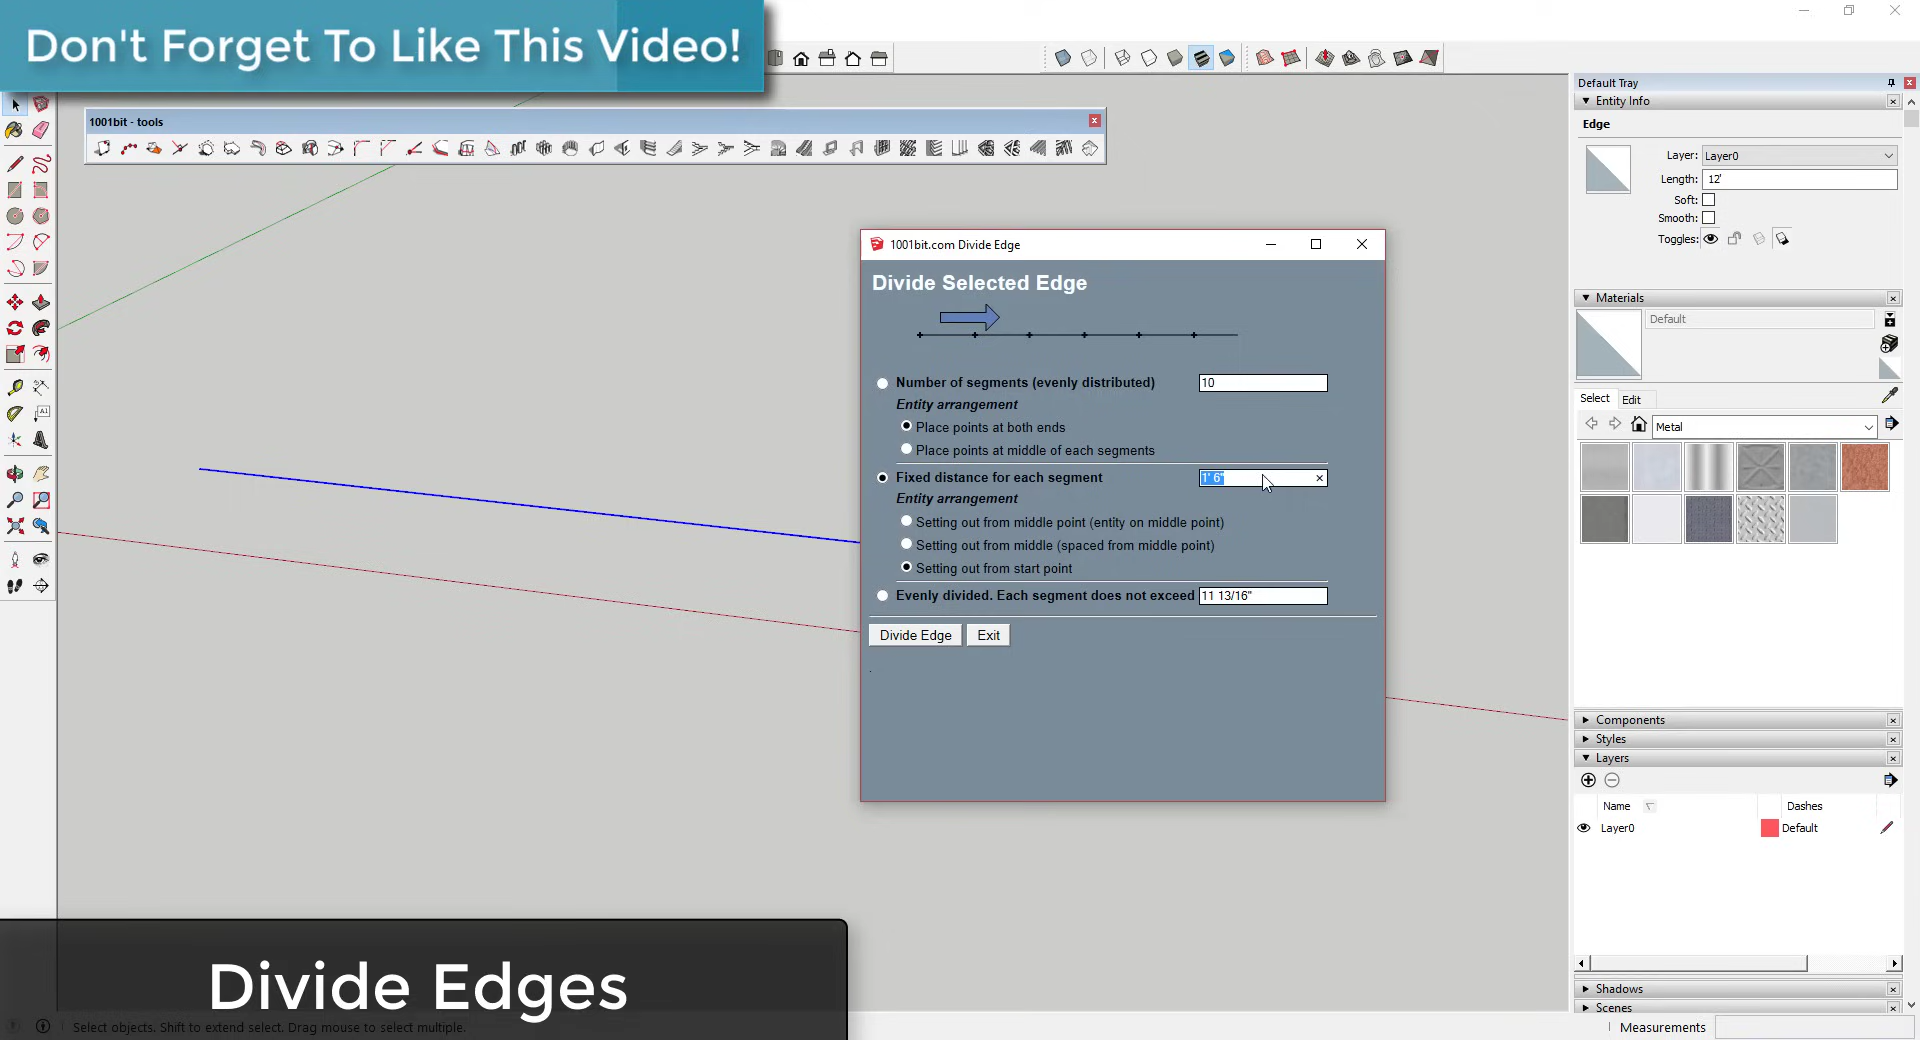 Don't Forget To Like This Video!
Default Tray
1001bit - tools
Entity Info
Edge
Layer: Layer0
Length: 12'
Soft:
Smooth:
Toggles:
1001bit.com Divide Edge
Divide Selected Edge
Number of segments (evenly distributed) 10
Entity arrangement
Place points at both ends
Place points at middle of each segments
Fixed distance for each segment 1' 6"
Entity arrangement
Setting out from middle point (entity on middle point)
Setting out from middle (spaced from middle point)
Setting out from start point
Evenly divided. Each segment does not exceed 11 13/16"
Divide Edge Exit
Materials
Default
Select Edit
Metal
Components
Styles
Layers
Name Dashes
Layer0 Default
Shadows
Scenes
Divide Edges
Select objects. Shift to extend select. Drag mouse to select multiple.
Measurements